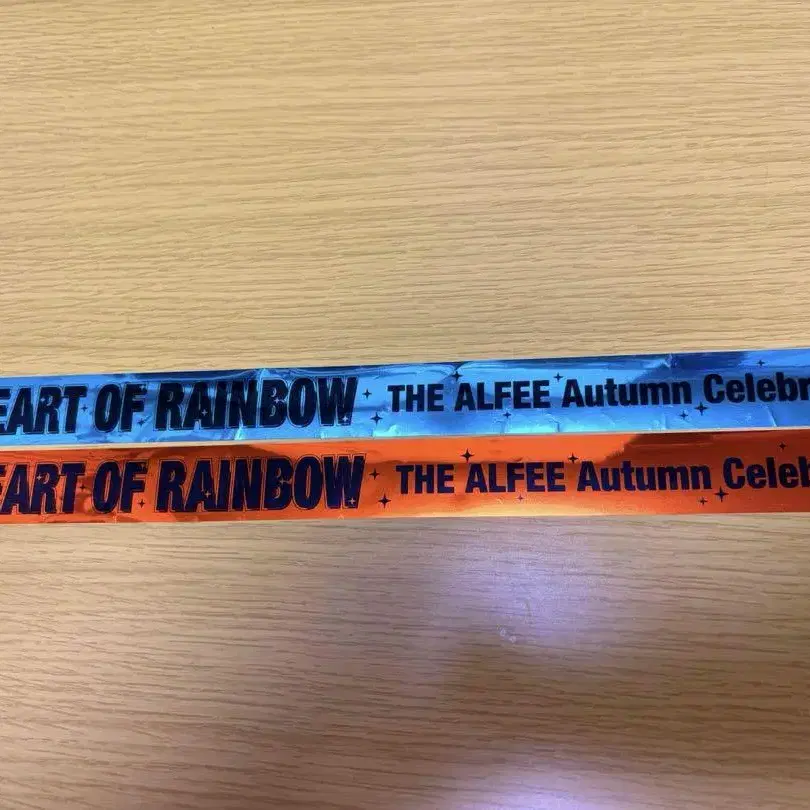 EART OF RAINBOW THE ALFEE Autumn Celebr
EART OF RAINBOW THE ALFEE Autumn Celeb